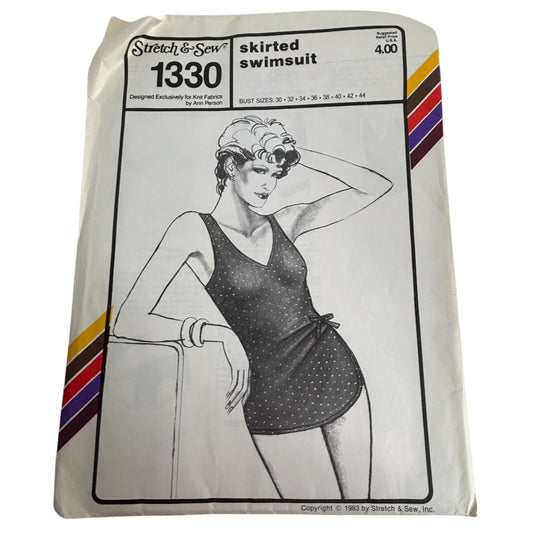 Stretch & Sew®
1330
Designed Exclusively for Knit Fabrics
by Ann Person
skirted
swimsuit
BUST SIZES: 30 • 32 • 34 • 36 • 38 • 40 • 42 • 44
Suggested
Retail Price
U.S.A.
4.00
Copyright © 1983 by Stretch & Sew, Inc.